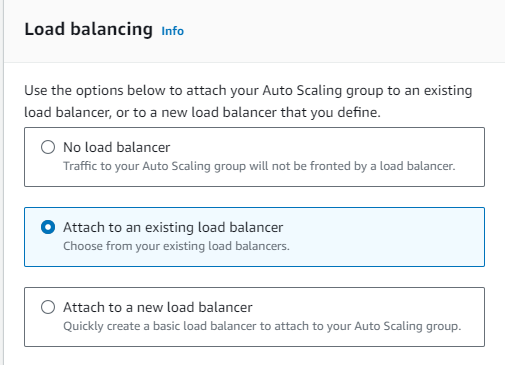 Load balancing Info
Use the options below to attach your Auto Scaling group to an existing
load balancer, or to a new load balancer that you define.
No load balancer
Traffic to your Auto Scaling group will not be fronted by a load balancer.
Attach to an existing load balancer
Choose from your existing load balancers.
Attach to a new load balancer
Quickly create a basic load balancer to attach to your Auto Scaling group.